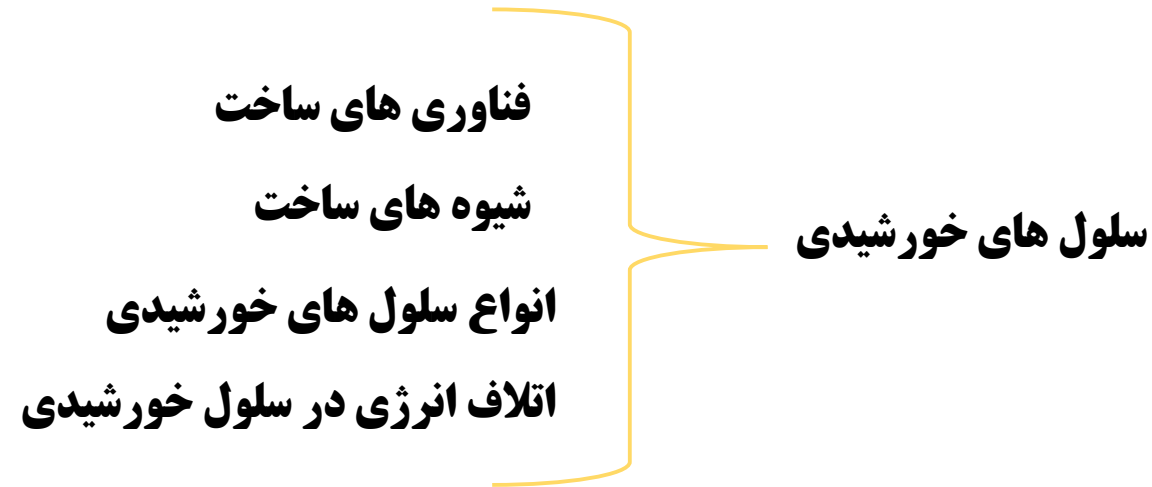 سلول های خورشیدی
فناوری های ساخت
شیوه های ساخت
انواع سلول های خورشیدی
اتلاف انرژی در سلول خورشیدی